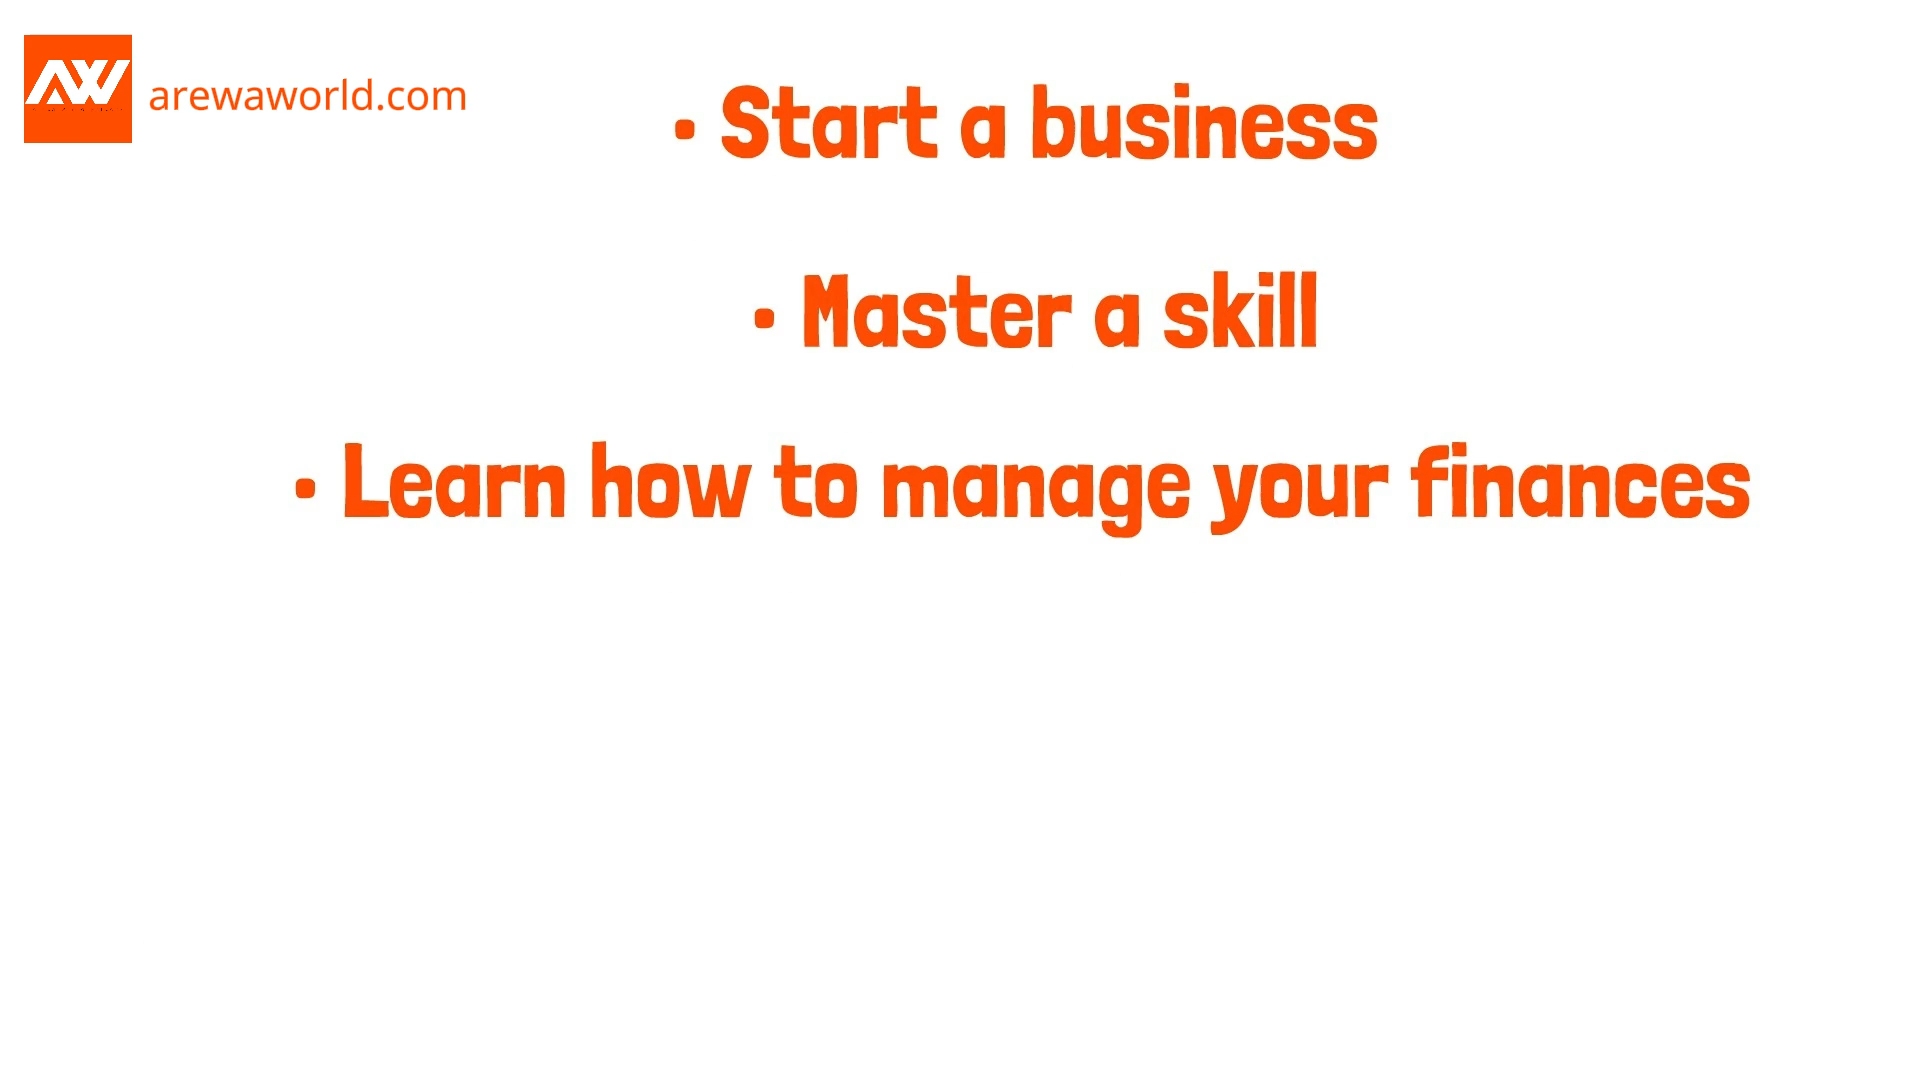 AW
arewaworld.com
• Start a business
• Master a skill
• Learn how to manage your finances